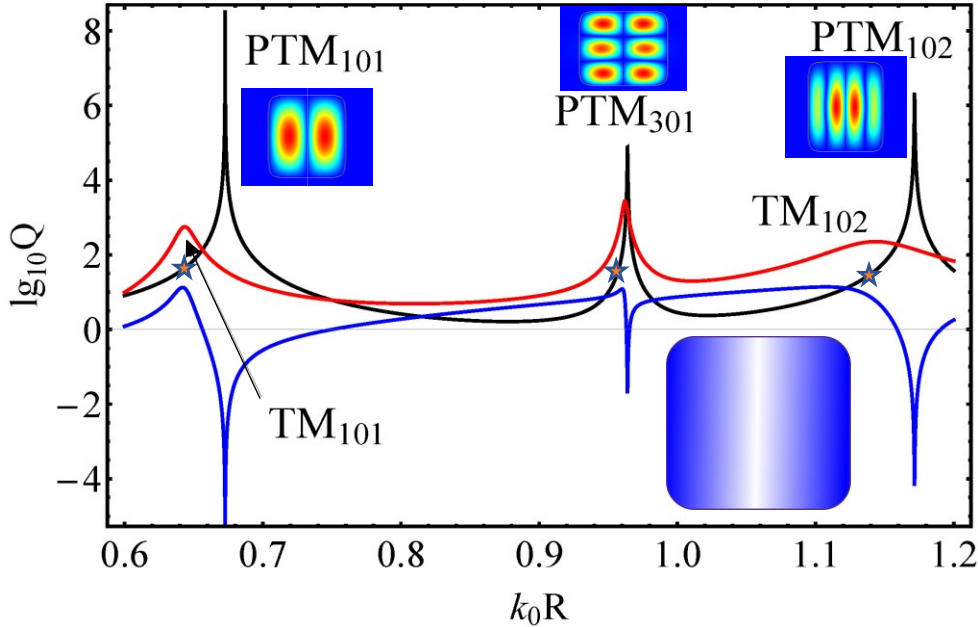 PTM₁₀₁
PTM₃₀₁
PTM₁₀₂
TM₁₀₂
TM₁₀₁
lg₁₀Q
8
6
4
2
0
−2
−4
0.6 0.7 0.8 0.9 1.0 1.1 1.2
k₀R